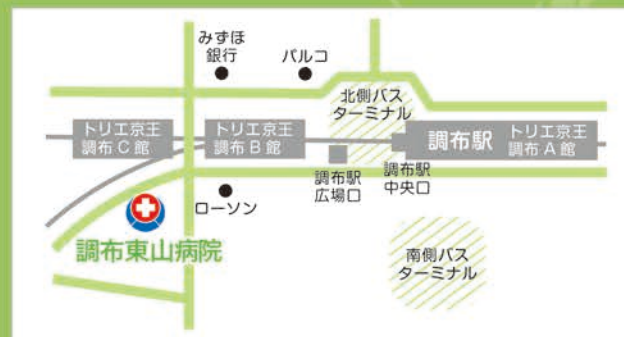 みずほ
銀行
パルコ
北側バス
ターミナル
トリエ京王
調布C館
トリエ京王
調布B館
調布駅
トリエ京王
調布A館
調布駅
広場口
調布駅
中央口
ローソン
調布東山病院
南側バス
ターミナル